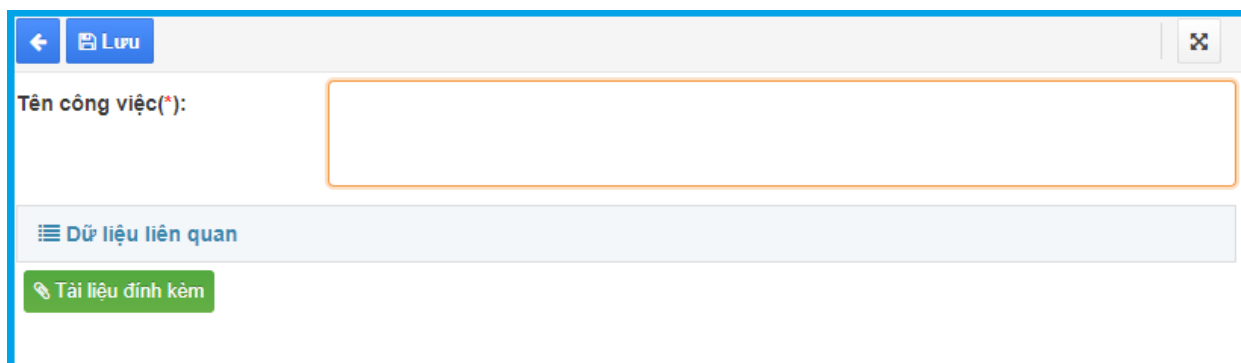 Lưu
Tên công việc(*):
Dữ liệu liên quan
Tài liệu đính kèm